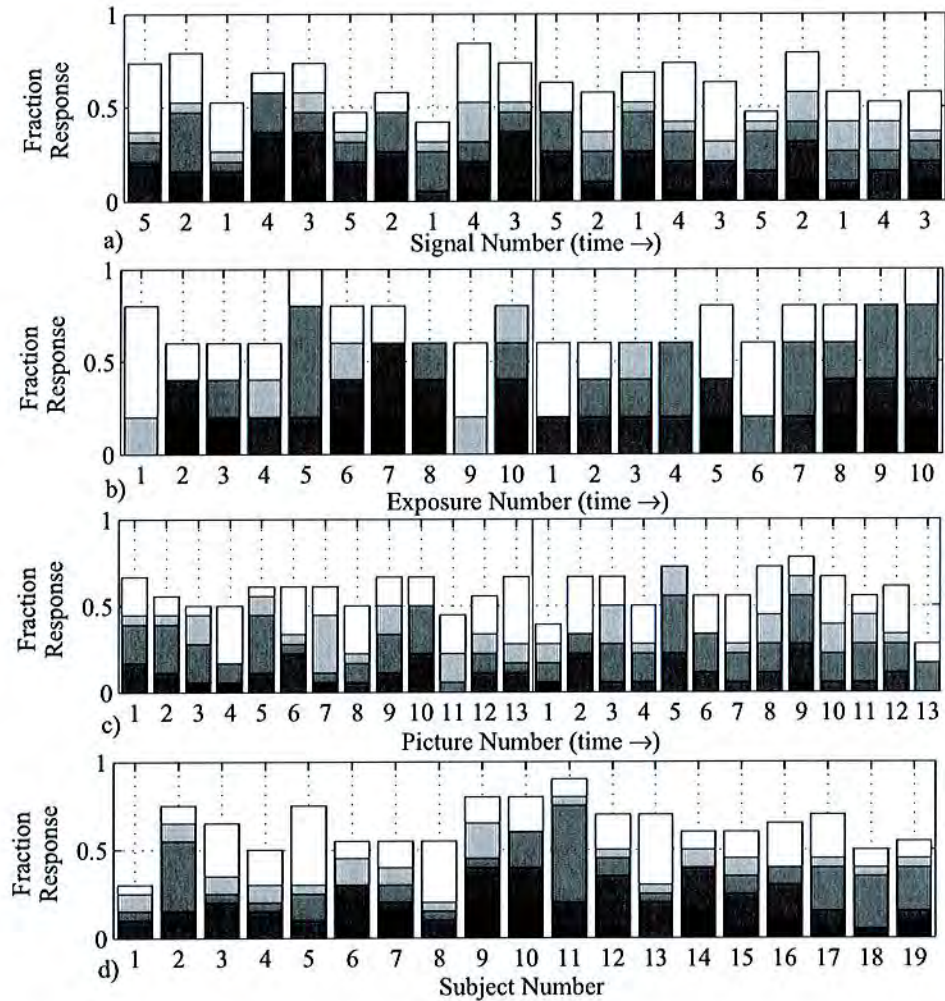 1
Fraction
Response
0.5
0
5 2 1 4 3 5 2 1 4 3 5 2 1 4 3 5 2 1 4 3
a) Signal Number (time →)
1
Fraction
Response
0.5
0
1 2 3 4 5 6 7 8 9 10 1 2 3 4 5 6 7 8 9 10
b) Exposure Number (time →)
1
Fraction
Response
0.5
0
1 2 3 4 5 6 7 8 9 10 11 12 13 1 2 3 4 5 6 7 8 9 10 11 12 13
c) Picture Number (time →)
1
Fraction
Response
0.5
0
1 2 3 4 5 6 7 8 9 10 11 12 13 14 15 16 17 18 19
d) Subject Number